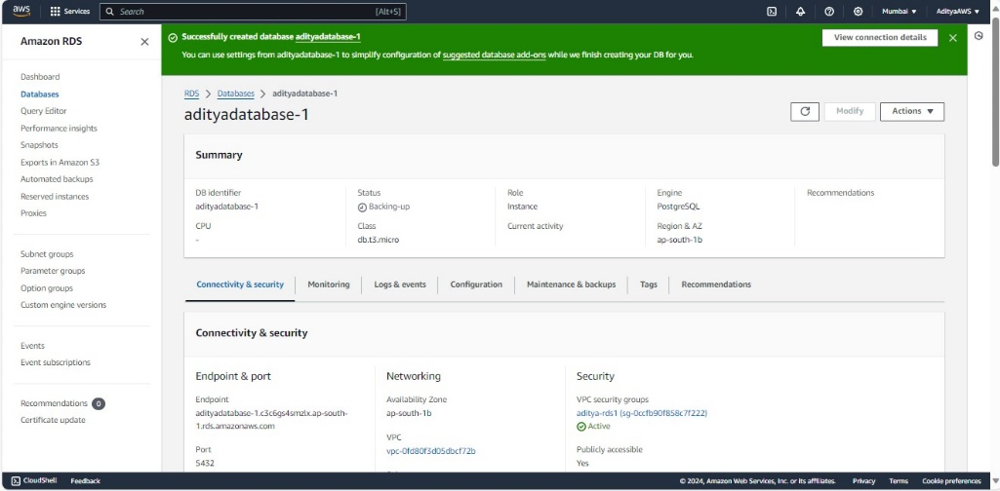 aws Services Search [Alt+S] Mumbai ▼ AdityaAWS ▼
Amazon RDS
Dashboard
Databases
Query Editor
Performance insights
Snapshots
Exports in Amazon S3
Automated backups
Reserved instances
Proxies
Subnet groups
Parameter groups
Option groups
Custom engine versions
Events
Event subscriptions
Recommendations 0
Certificate update
Successfully created database adityadatabase-1
You can use settings from adityadatabase-1 to simplify configuration of suggested database add-ons while we finish creating your DB for you.
View connection details
RDS > Databases > adityadatabase-1
adityadatabase-1
Modify Actions ▼
Summary
DB identifier
adityadatabase-1
CPU
-
Status
Backing-up
Class
db.t3.micro
Role
Instance
Current activity
Engine
PostgreSQL
Region & AZ
ap-south-1b
Recommendations
Connectivity & security Monitoring Logs & events Configuration Maintenance & backups Tags Recommendations
Connectivity & security
Endpoint & port
Endpoint
adityadatabase-1.c3c6gs4smzlx.ap-south-
1.rds.amazonaws.com
Port
5432
Networking
Availability Zone
ap-south-1b
VPC
vpc-0fd80f3d05dbcf72b
Security
VPC security groups
aditya-rds1 (sg-0ccfb90f858c7f222)
Active
Publicly accessible
Yes
CloudShell Feedback © 2024, Amazon Web Services, Inc. or its affiliates. Privacy Terms Cookie preferences